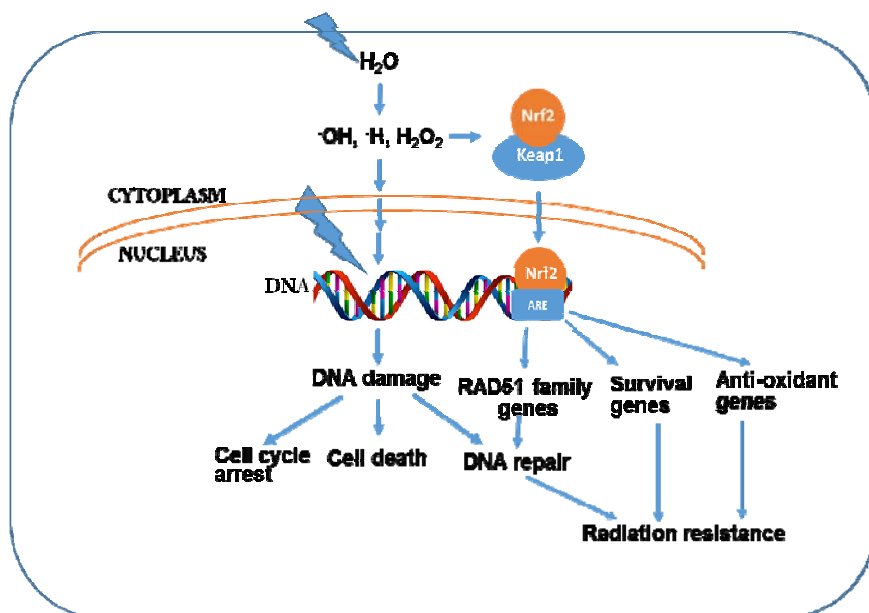 H₂O
·OH, ·H, H₂O₂
Nrf2
Keap1
CYTOPLASM
NUCLEUS
DNA
Nrf2
ARE
DNA damage
RAD51 family
genes
Survival
genes
Anti-oxidant
genes
Cell cycle
arrest
Cell death
DNA repair
Radiation resistance